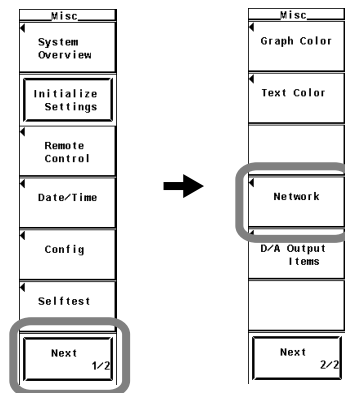 Misc
System
Overview
Initialize
Settings
Remote
Control
Date/Time
Config
Selftest
Next
1/2
Misc
Graph Color
Text Color
Network
D/A Output
Items
Next
2/2